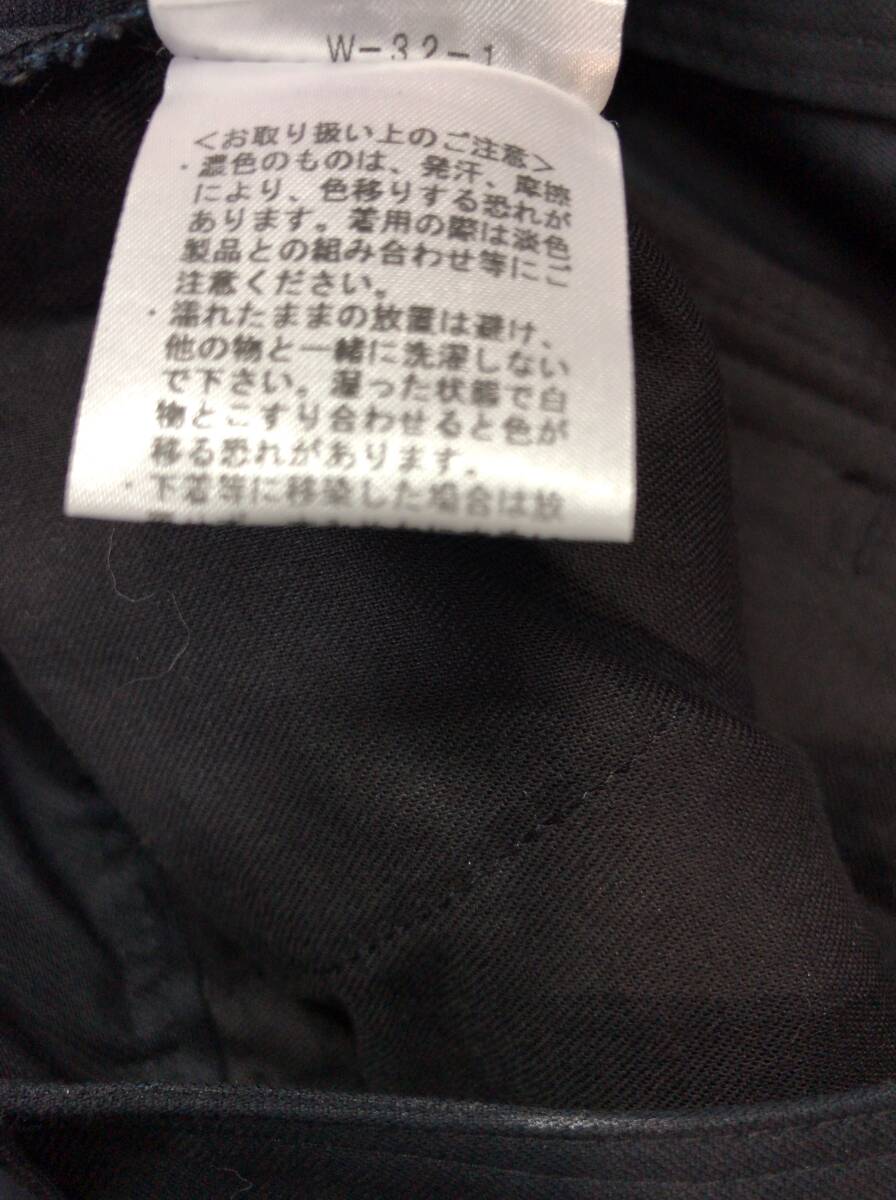 W-32-1
<お取り扱い上のご注意>
・濃色のものは、発汗、摩擦
により、色移りする恐れが
あります。着用の際は淡色
製品との組み合わせ等にご
注意ください。
・濡れたままの放置は避け、
他の物と一緒に洗濯しない
で下さい。湿った状態で白
物とこすり合わせると色が
移る恐れがあります。
・下着等に移染した場合は放